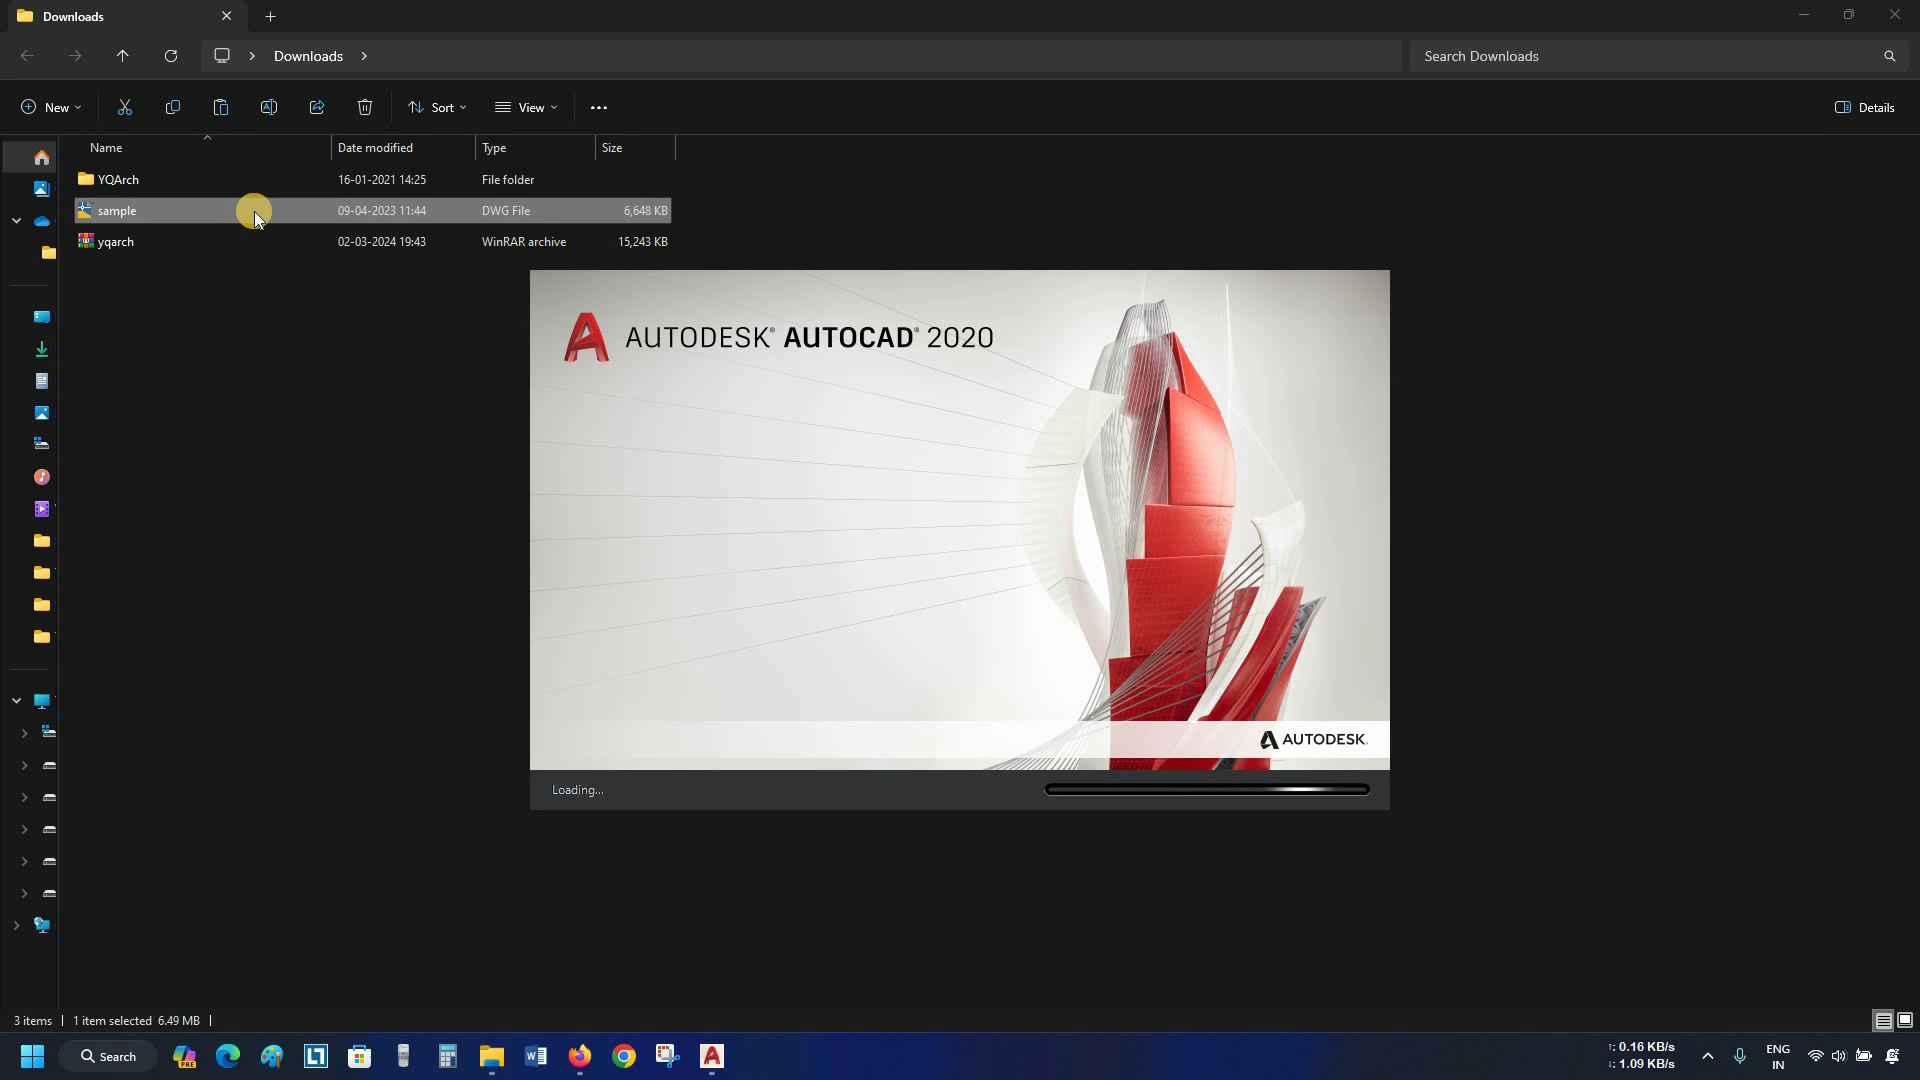 Downloads
Downloads
Search Downloads
New
Sort
View
Details
Name Date modified Type Size
YQArch 16-01-2021 14:25 File folder
sample 09-04-2023 11:44 DWG File 6,648 KB
yqarch 02-03-2024 19:43 WinRAR archive 15,243 KB
AUTODESK® AUTOCAD® 2020
AUTODESK.
Loading...
3 items 1 item selected 6.49 MB
Search
PRE
↑: 0.16 KB/s
↓: 1.09 KB/s
ENG
IN